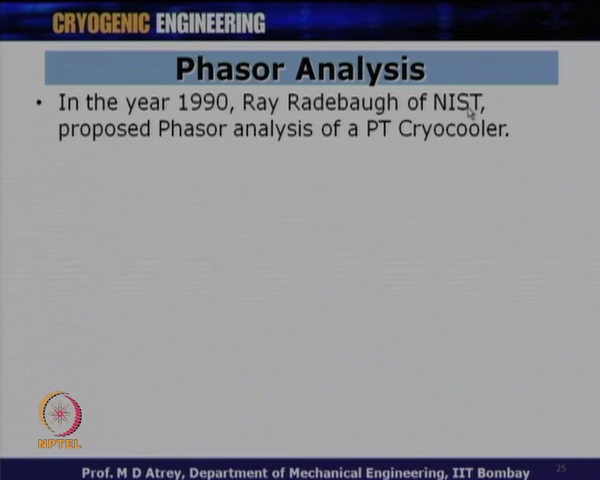 CRYOGENIC ENGINEERING
Phasor Analysis
• In the year 1990, Ray Radebaugh of NIST,
proposed Phasor analysis of a PT Cryocooler.
NPTEL
Prof. M D Atrey, Department of Mechanical Engineering, IIT Bombay
25